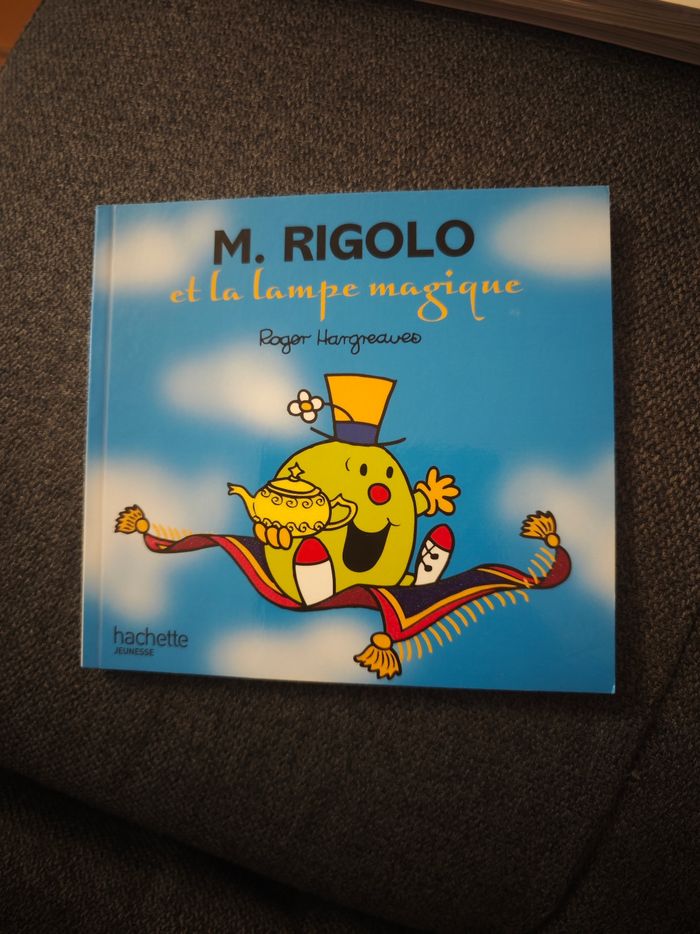 M. RIGOLO
et la lampe magique
Roger Hargreaves
hachette
JEUNESSE